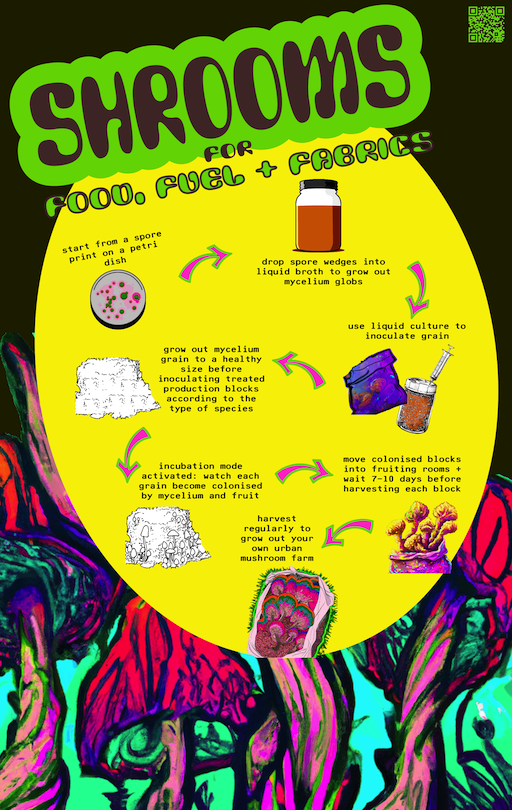 SHROOMS
FOR
FOOD, FUEL + FABRICS
start from a spore
print on a petri
dish
drop spore wedges into
liquid broth to grow out
mycelium globs
use liquid culture to
inoculate grain
grow out mycelium
grain to a healthy
size before
inoculating treated
production blocks
according to the
type of species
incubation mode
activated: watch each
grain become colonised
by mycelium and fruit
move colonised blocks
into fruiting rooms +
wait 7-10 days before
harvesting each block
harvest
regularly to
grow out your
own urban
mushroom farm